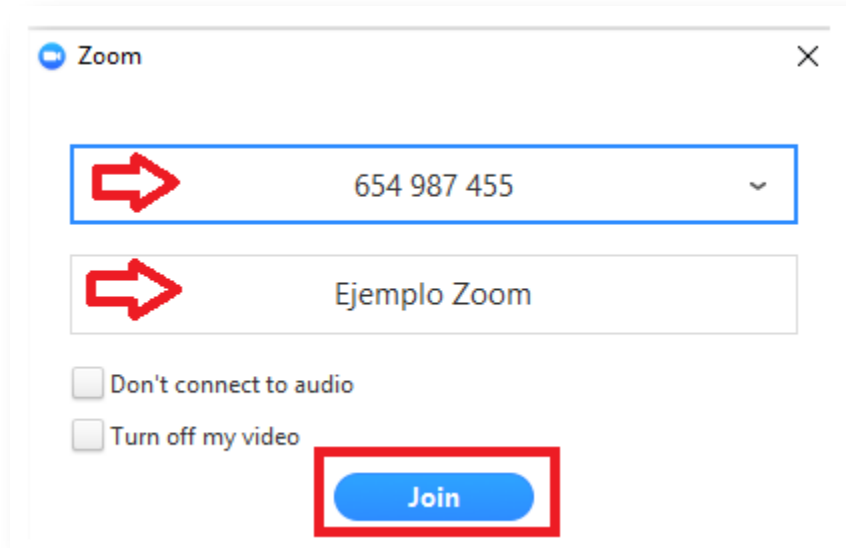 Zoom
654 987 455
Ejemplo Zoom
Don't connect to audio
Turn off my video
Join